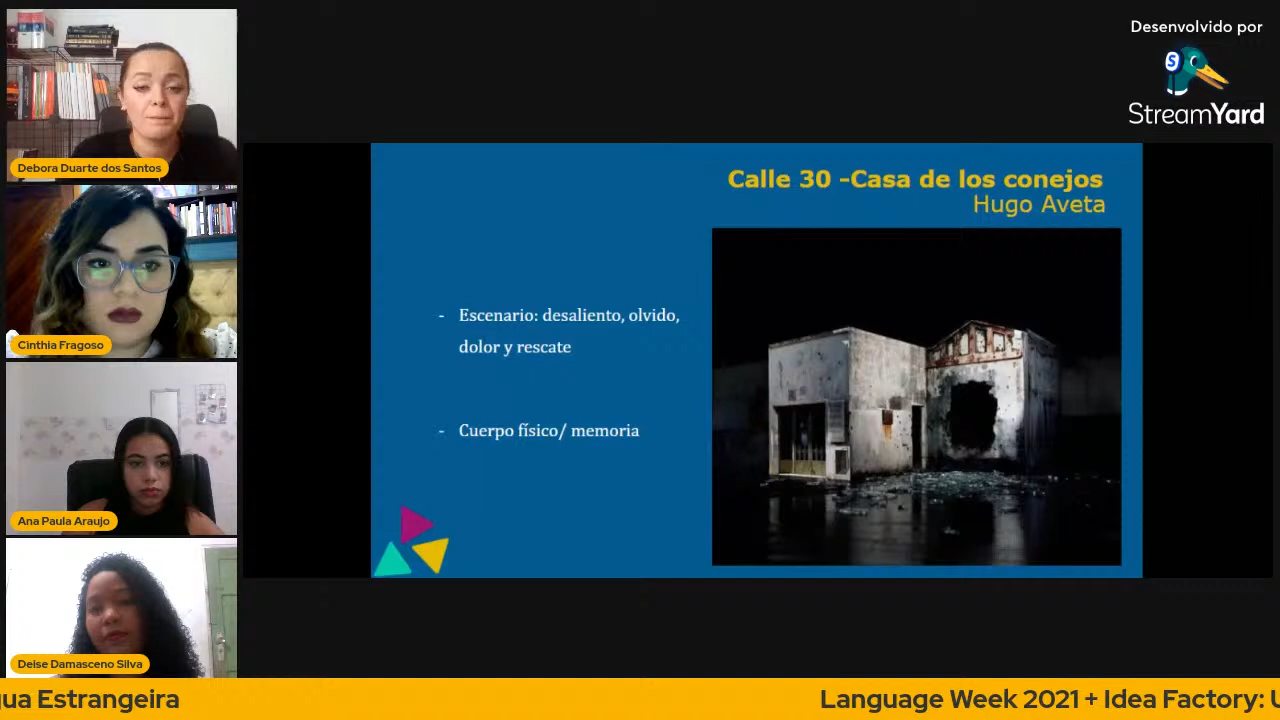 Desenvolvido por
S
StreamYard
Debora Duarte dos Santos
Cinthia Fragoso
Ana Paula Araujo
Deise Damasceno Silva
Calle 30 -Casa de los conejos
Hugo Aveta
- Escenario: desaliento, olvido,
dolor y rescate
- Cuerpo físico/ memoria
gua Estrangeira
Language Week 2021 + Idea Factory: U